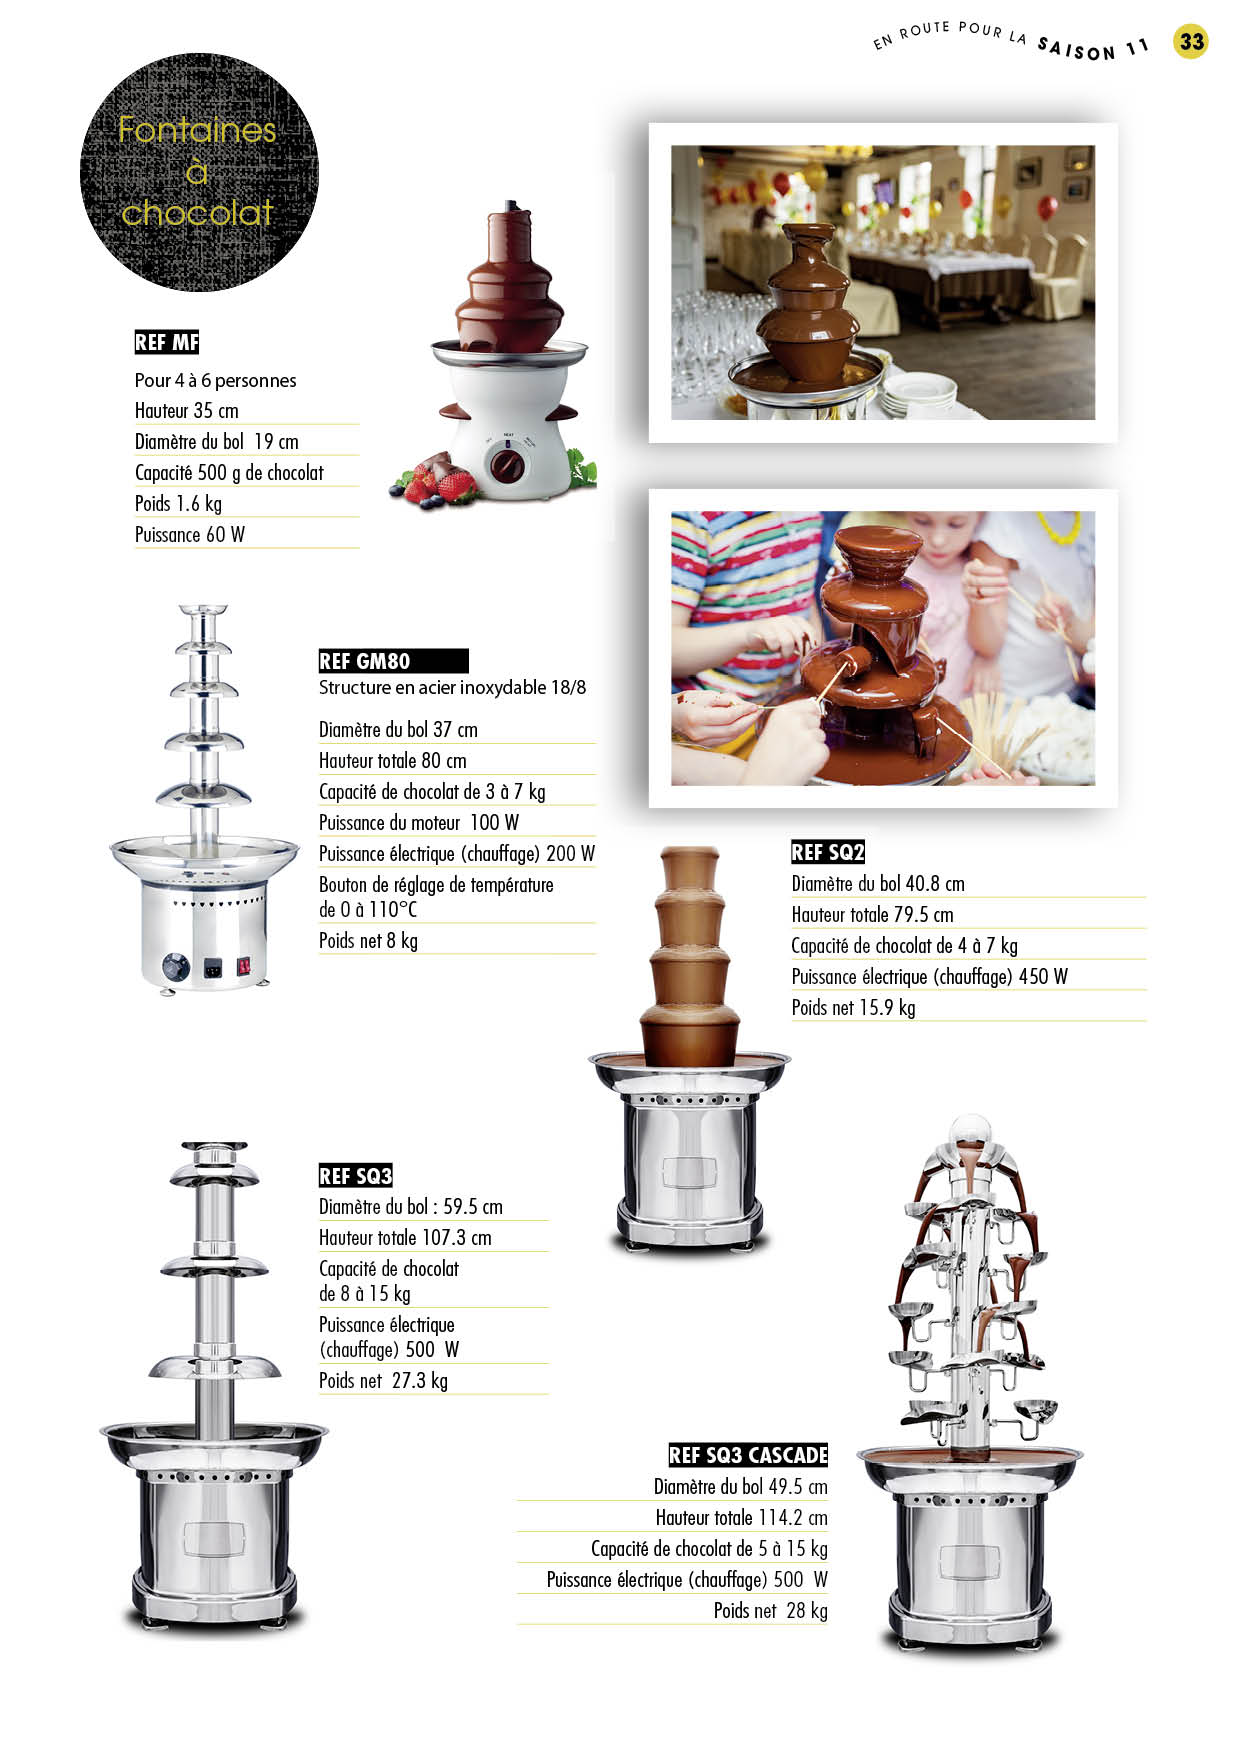 EN ROUTE POUR LA SAISON 11 33
Fontaines
à
chocolat
REF MF
Pour 4 à 6 personnes
Hauteur 35 cm
Diamètre du bol 19 cm
Capacité 500 g de chocolat
Poids 1.6 kg
Puissance 60 W
REF GM80
Structure en acier inoxydable 18/8
Diamètre du bol 37 cm
Hauteur totale 80 cm
Capacité de chocolat de 3 à 7 kg
Puissance du moteur 100 W
Puissance électrique (chauffage) 200 W
Bouton de réglage de température
de 0 à 110°C
Poids net 8 kg
REF SQ2
Diamètre du bol 40.8 cm
Hauteur totale 79.5 cm
Capacité de chocolat de 4 à 7 kg
Puissance électrique (chauffage) 450 W
Poids net 15.9 kg
REF SQ3
Diamètre du bol : 59.5 cm
Hauteur totale 107.3 cm
Capacité de chocolat
de 8 à 15 kg
Puissance électrique
(chauffage) 500 W
Poids net 27.3 kg
REF SQ3 CASCADE
Diamètre du bol 49.5 cm
Hauteur totale 114.2 cm
Capacité de chocolat de 5 à 15 kg
Puissance électrique (chauffage) 500 W
Poids net 28 kg